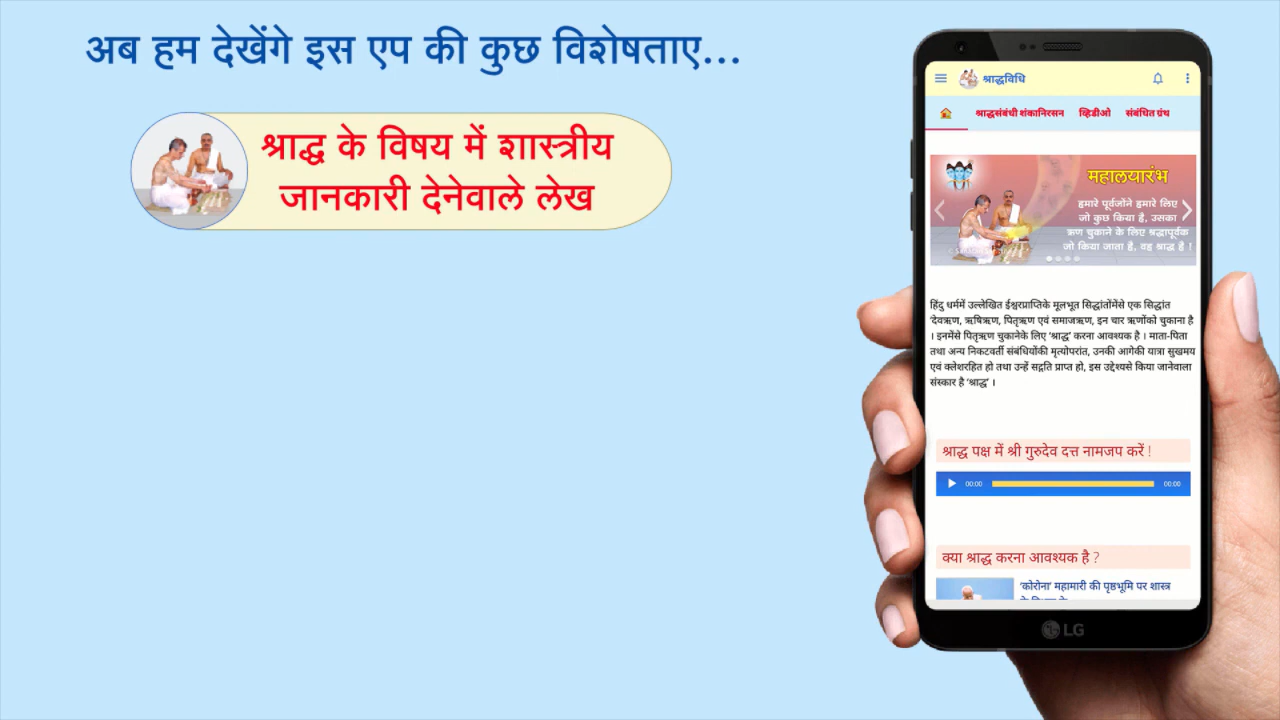 अब हम देखेंगे इस एप की कुछ विशेषताए...
श्राद्ध के विषय में शास्त्रीय
जानकारी देनेवाले लेख
श्राद्धविधि
श्राद्धसंबंधी शंकानिरसन व्हिडीओ संबंधित ग्रंथ
महालयारंभ
हमारे पूर्वजोंने हमारे लिए
जो कुछ किया है, उसका
ऋण चुकाने के लिए श्रद्धापूर्वक
जो किया जाता है, वह श्राद्ध है !
हिंदु धर्ममें उल्लेखित ईश्वरप्राप्तिके मूलभूत सिद्धांतोंमेंसे एक सिद्धांत
'देवऋण, ऋषिऋण, पितृऋण एवं समाजऋण, इन चार ऋणोंको चुकाना है
। इनमेंसे पितृऋण चुकानेके लिए 'श्राद्ध' करना आवश्यक है । माता-पिता
तथा अन्य निकटवर्ती संबंधियोंकी मृत्योपरांत, उनकी आगेकी यात्रा सुखमय
एवं क्लेशरहित हो तथा उन्हें सद्गति प्राप्त हो, इस उद्देश्यसे किया जानेवाला
संस्कार है 'श्राद्ध' ।
श्राद्ध पक्ष में श्री गुरुदेव दत्त नामजप करें !
00:00 00:00
क्या श्राद्ध करना आवश्यक है ?
'कोरोना' महामारी की पृष्ठभूमि पर शास्त्र
LG